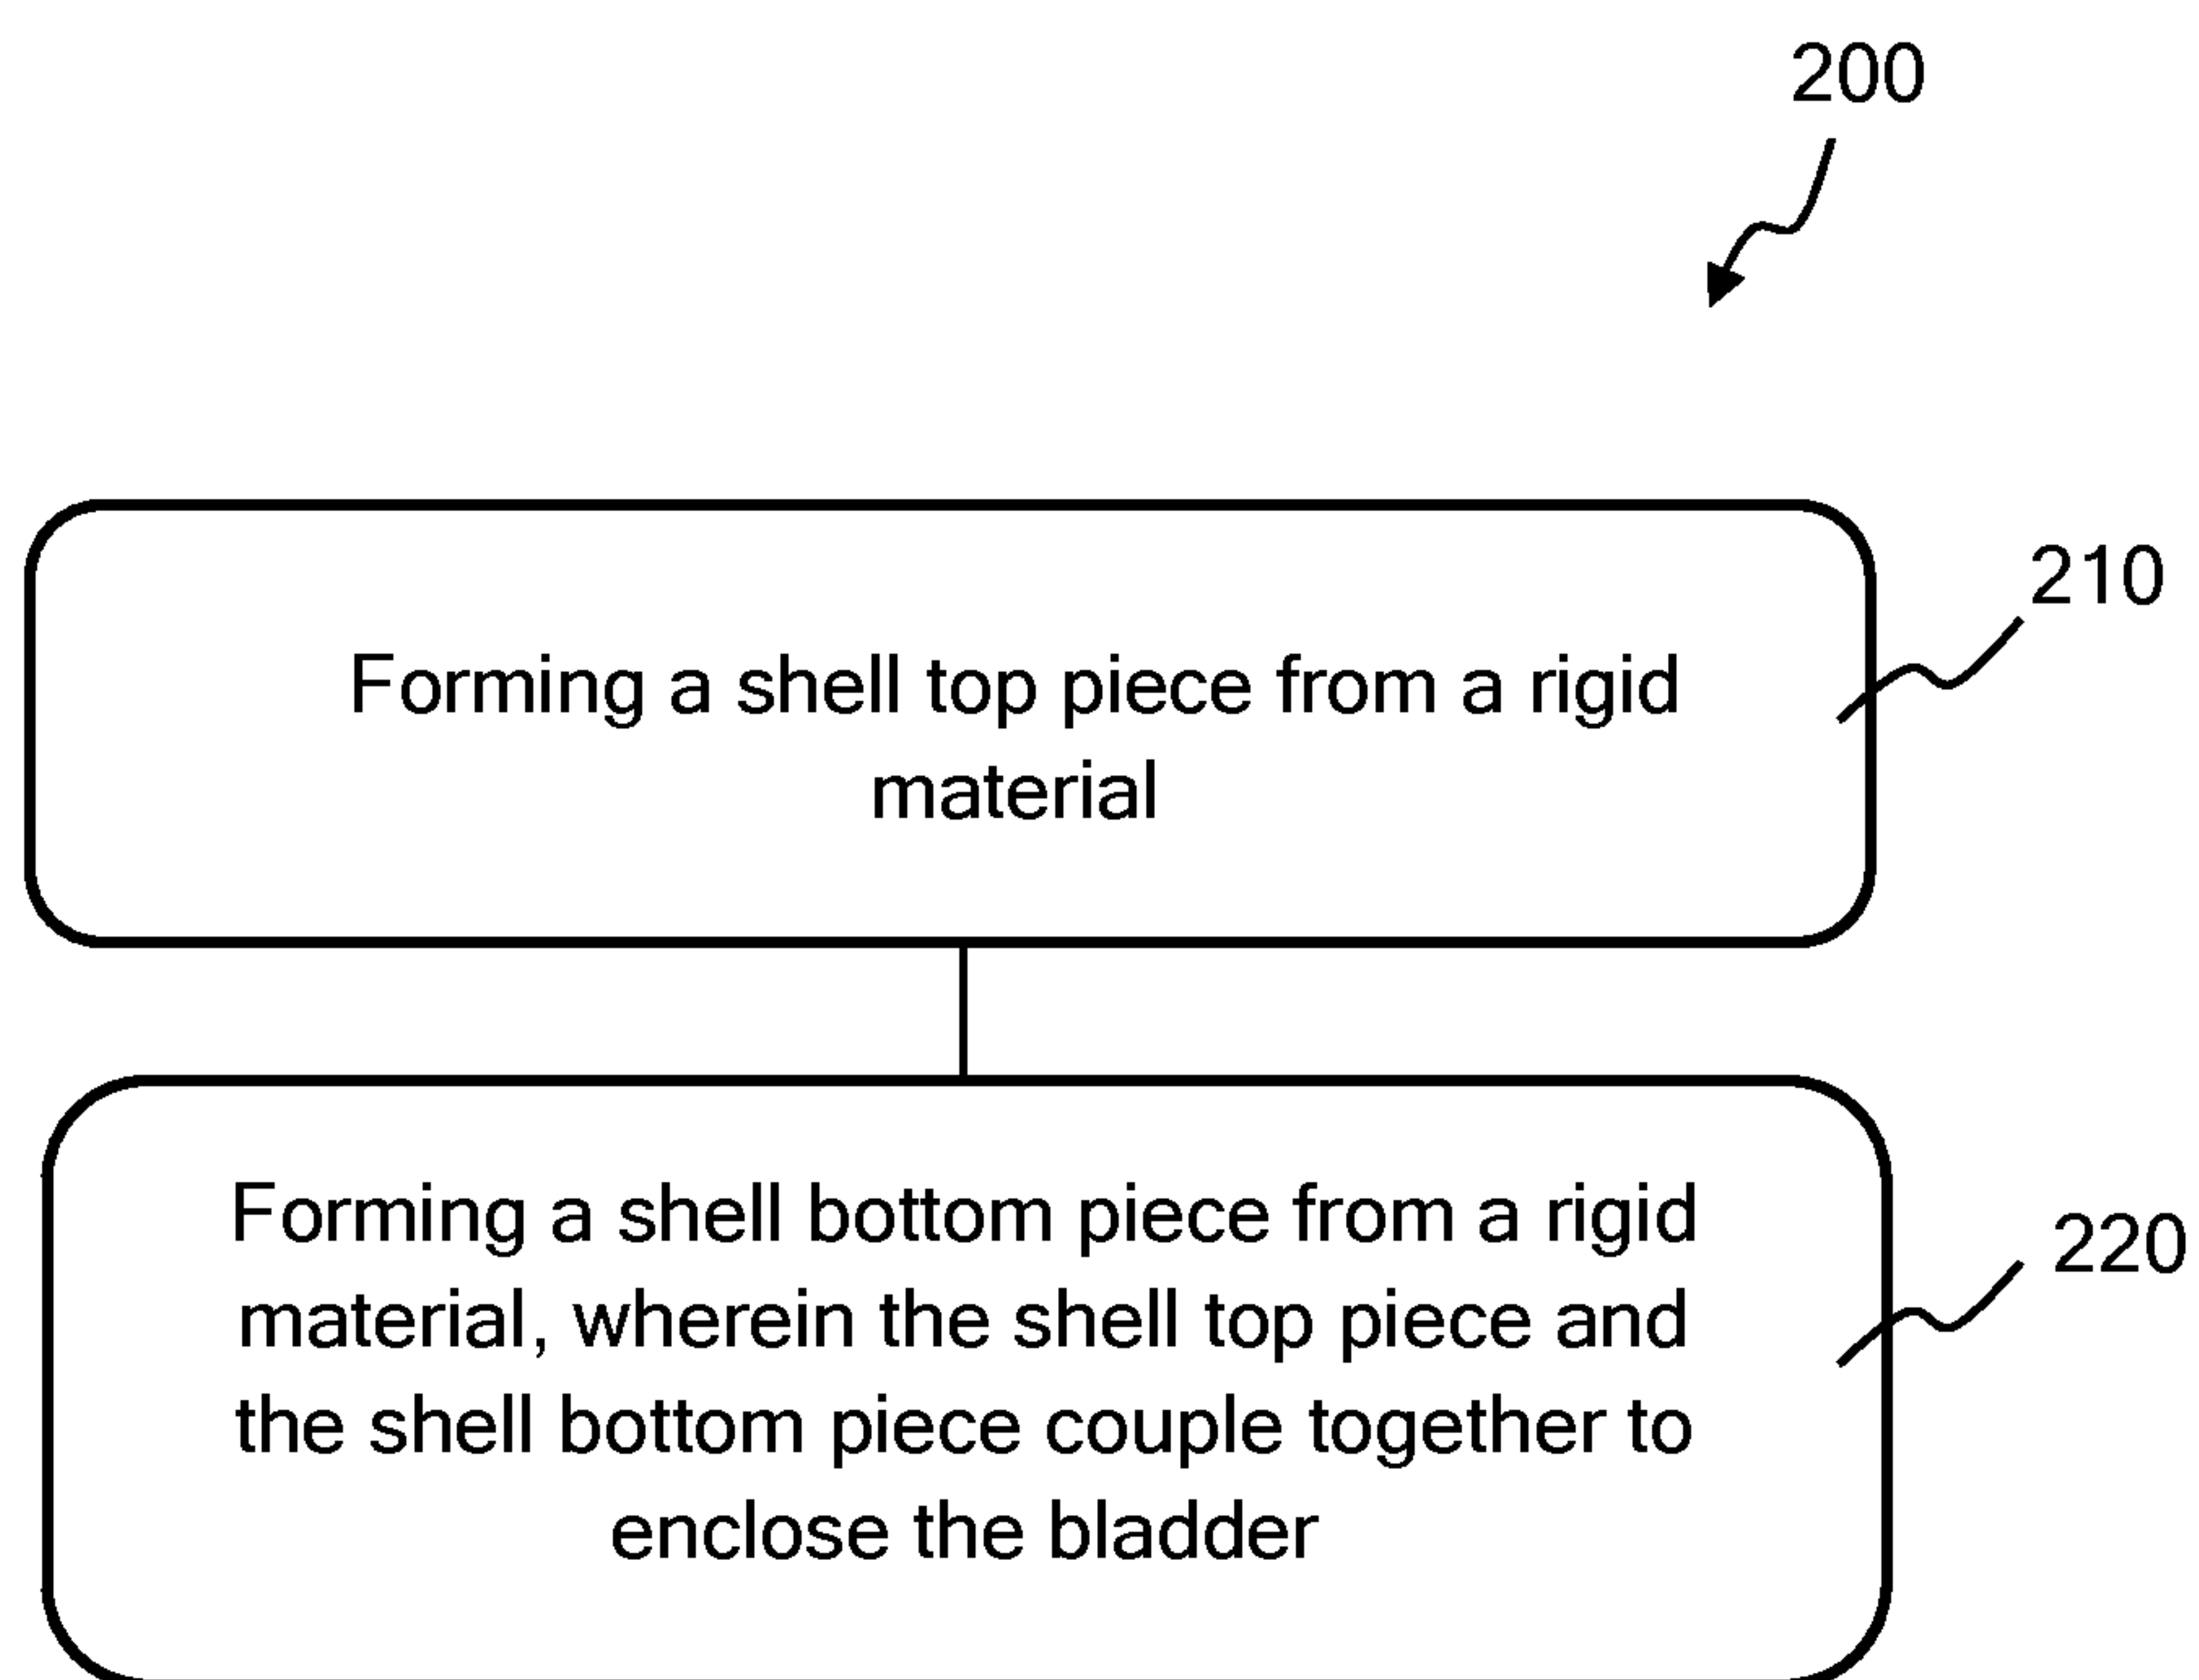 200
210
Forming a shell top piece from a rigid
material
220
Forming a shell bottom piece from a rigid
material, wherein the shell top piece and
the shell bottom piece couple together to
enclose the bladder